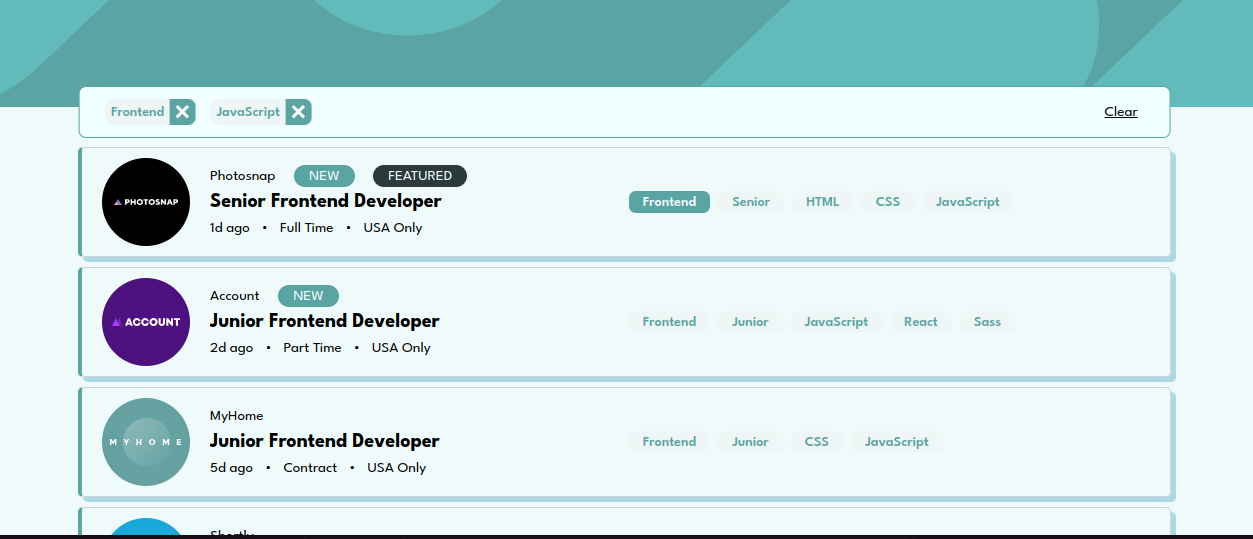 Frontend JavaScript Clear
PHOTOSNAP
Photosnap NEW FEATURED
Senior Frontend Developer
1d ago • Full Time • USA Only
Frontend Senior HTML CSS JavaScript
ACCOUNT
Account NEW
Junior Frontend Developer
2d ago • Part Time • USA Only
Frontend Junior JavaScript React Sass
MYHOME
MyHome
Junior Frontend Developer
5d ago • Contract • USA Only
Frontend Junior CSS JavaScript
Shortly